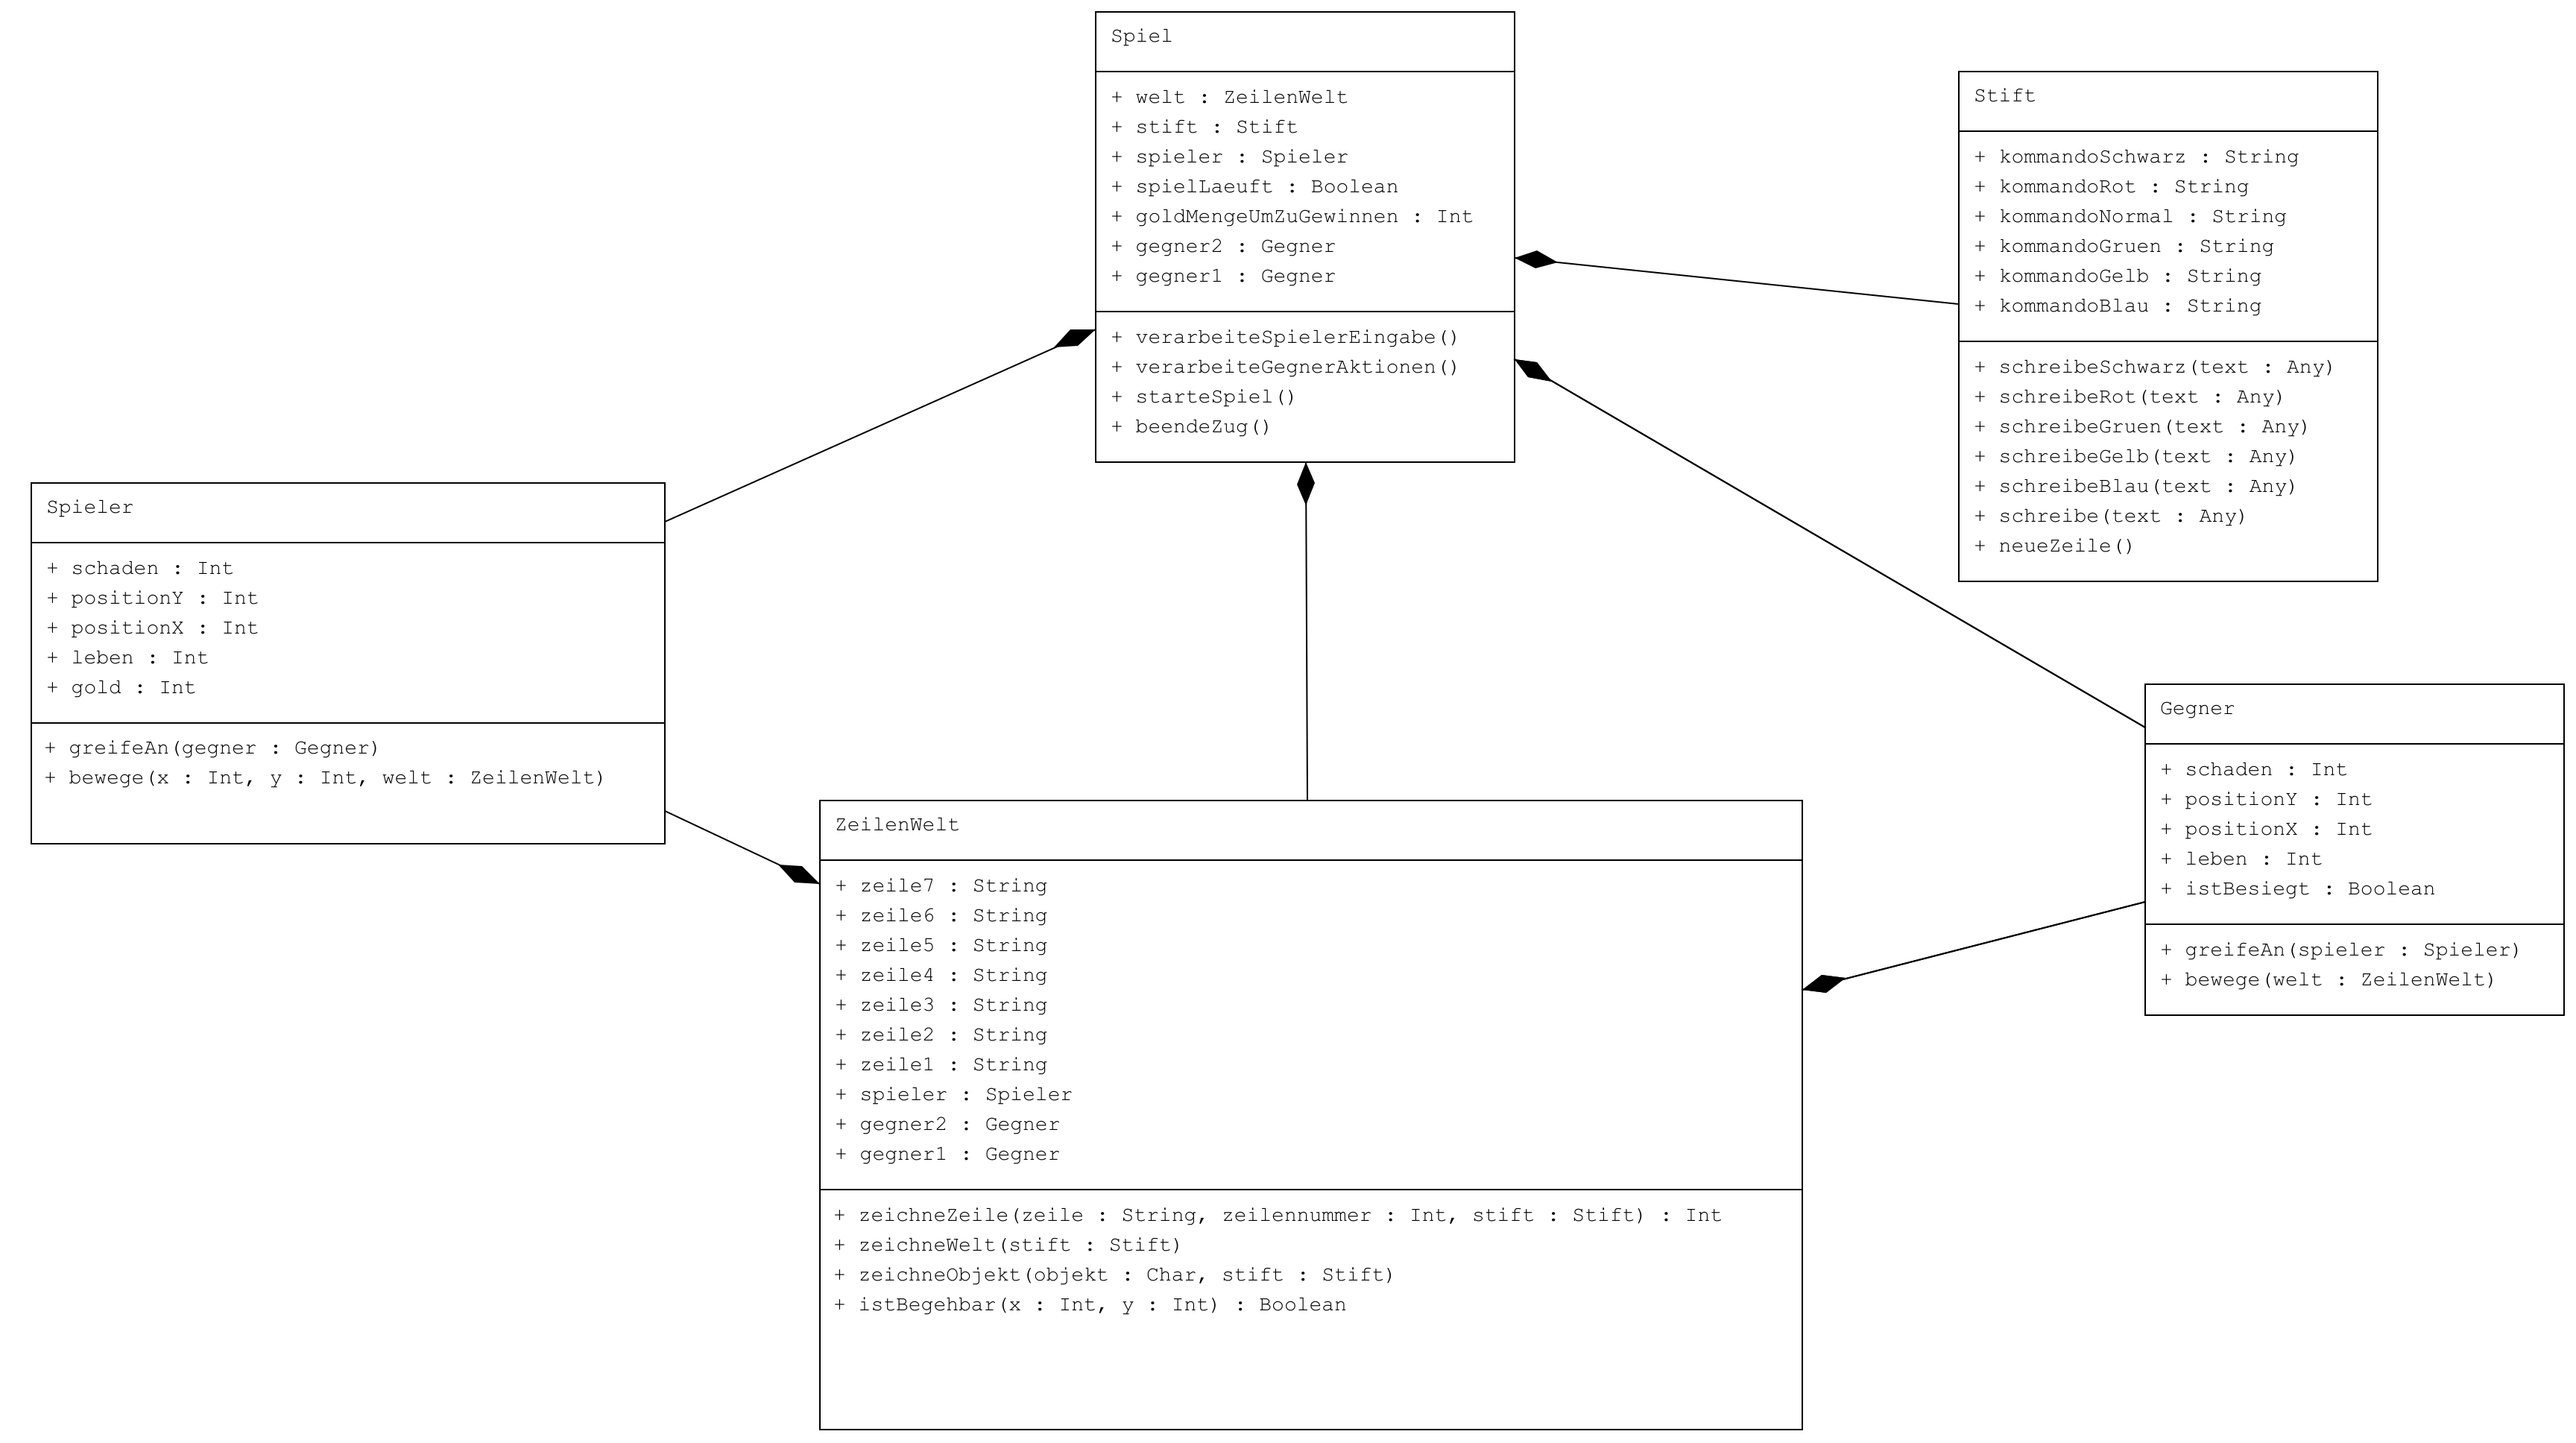 Spiel
+ welt : ZeilenWelt
+ stift : Stift
+ spieler : Spieler
+ spielLaeuft : Boolean
+ goldMengeUmZuGewinnen : Int
+ gegner2 : Gegner
+ gegner1 : Gegner
+ verarbeiteSpielerEingabe()
+ verarbeiteGegnerAktionen()
+ starteSpiel()
+ beendeZug()
Stift
+ kommandoSchwarz : String
+ kommandoRot : String
+ kommandoNormal : String
+ kommandoGruen : String
+ kommandoGelb : String
+ kommandoBlau : String
+ schreibeSchwarz(text : Any)
+ schreibeRot(text : Any)
+ schreibeGruen(text : Any)
+ schreibeGelb(text : Any)
+ schreibeBlau(text : Any)
+ schreibe(text : Any)
+ neueZeile()
Spieler
+ schaden : Int
+ positionY : Int
+ positionX : Int
+ leben : Int
+ gold : Int
+ greifeAn(gegner : Gegner)
+ bewege(x : Int, y : Int, welt : ZeilenWelt)
Gegner
+ schaden : Int
+ positionY : Int
+ positionX : Int
+ leben : Int
+ istBesiegt : Boolean
+ greifeAn(spieler : Spieler)
+ bewege(welt : ZeilenWelt)
ZeilenWelt
+ zeile7 : String
+ zeile6 : String
+ zeile5 : String
+ zeile4 : String
+ zeile3 : String
+ zeile2 : String
+ zeile1 : String
+ spieler : Spieler
+ gegner2 : Gegner
+ gegner1 : Gegner
+ zeichneZeile(zeile : String, zeilennummer : Int, stift : Stift) : Int
+ zeichneWelt(stift : Stift)
+ zeichneObjekt(objekt : Char, stift : Stift)
+ istBegehbar(x : Int, y : Int) : Boolean